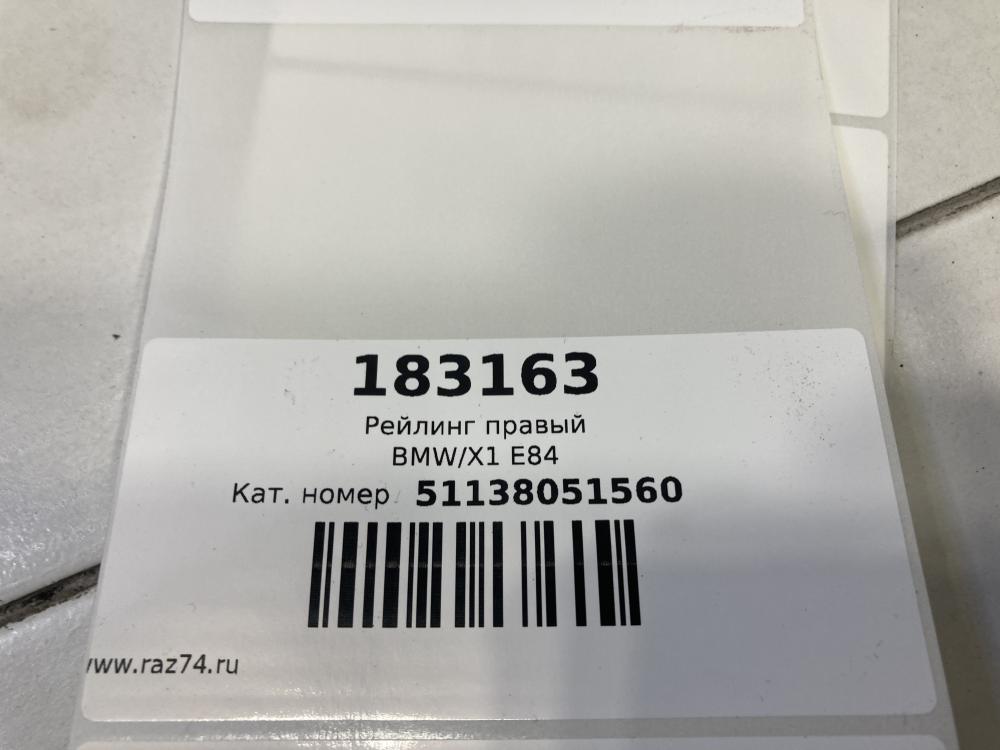 183163
Рейлинг правый
BMW/X1 E84
Кат. номер 51138051560
www.raz74.ru